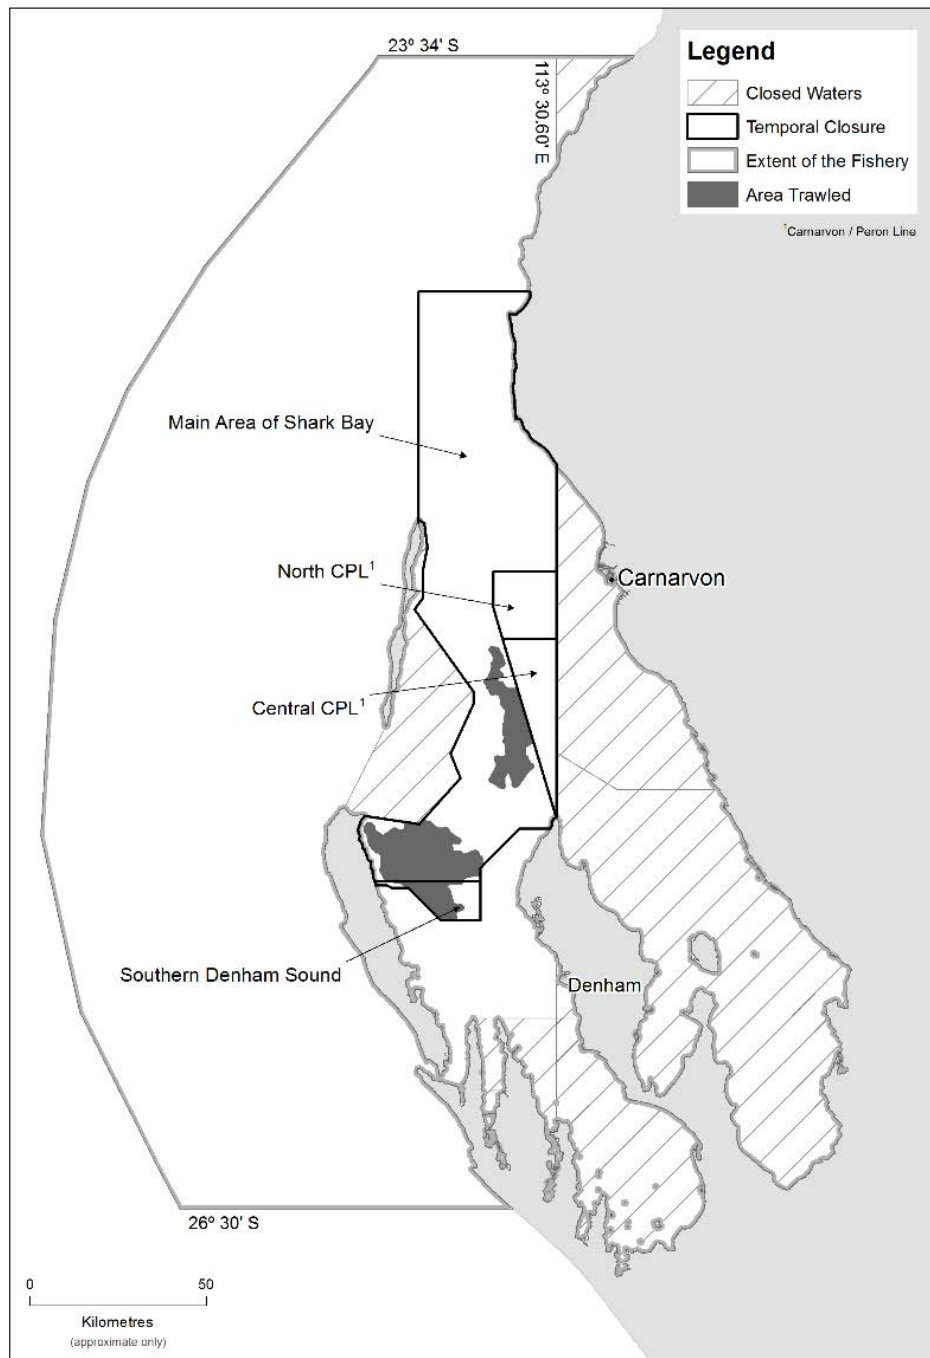 23º 34' S
113º 30.60' E
Legend
Closed Waters
Temporal Closure
Extent of the Fishery
Area Trawled
¹Carnarvon / Peron Line
Main Area of Shark Bay
North CPL¹
Carnarvon
Central CPL¹
Southern Denham Sound
Denham
26º 30' S
0 50
Kilometres
(approximate only)